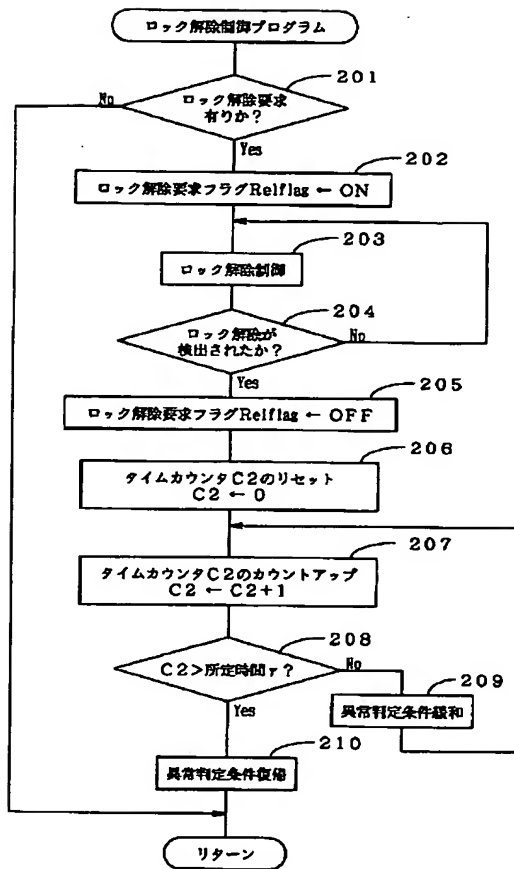 ロック解除制御プログラム
201
ロック解除要求
有りか?
No
Yes
202
ロック解除要求フラグRelflag ← ON
203
ロック解除制御
204
ロック解除が
検出されたか?
No
Yes
205
ロック解除要求フラグRelflag ← OFF
206
タイムカウンタC2のリセット
C2 ← 0
207
タイムカウンタC2のカウントアップ
C2 ← C2+1
208
C2>所定時間τ?
No
209
異常判定条件緩和
Yes
210
異常判定条件復帰
リターン